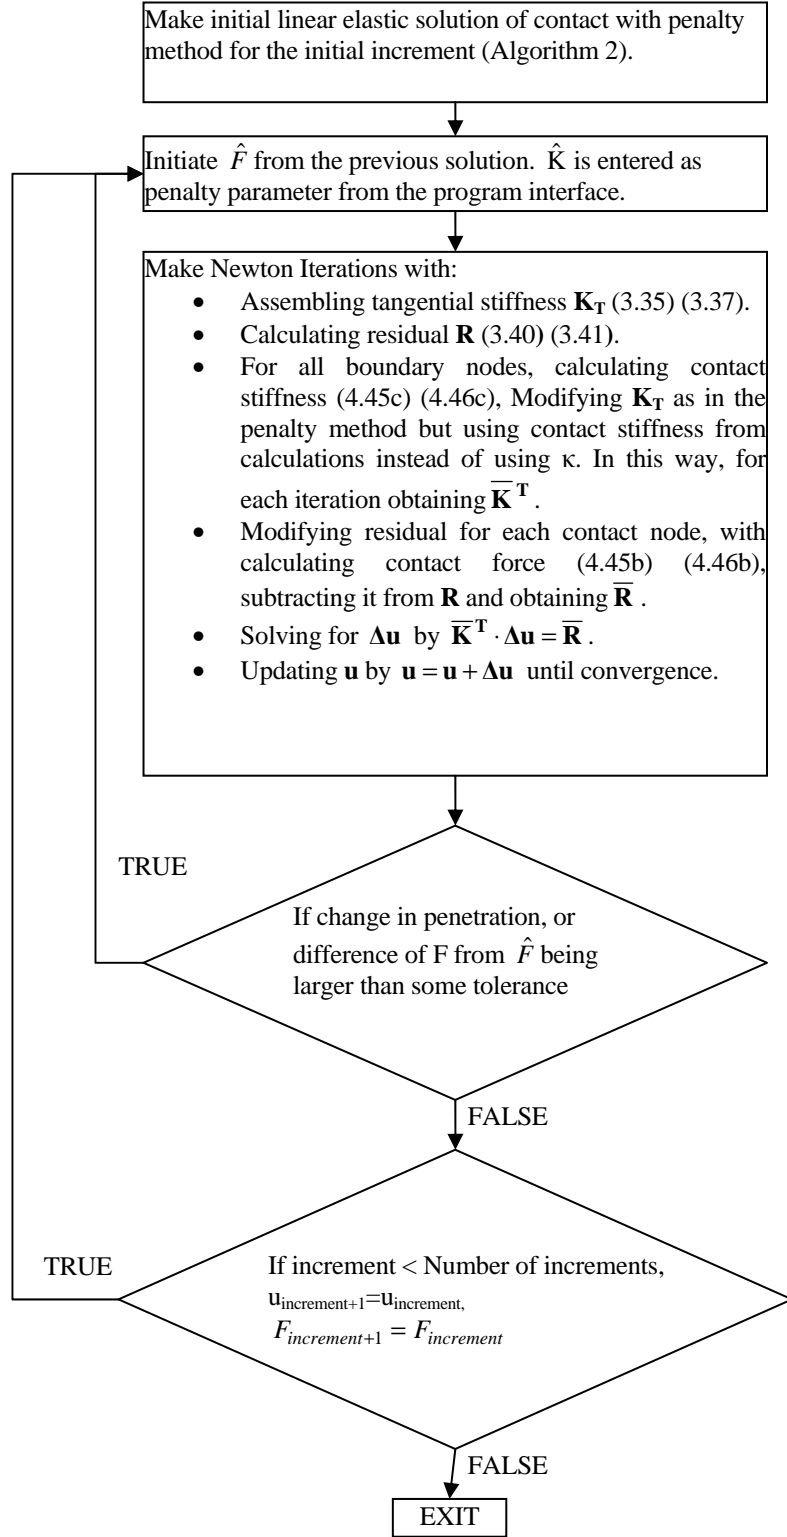 Make initial linear elastic solution of contact with penalty
method for the initial increment (Algorithm 2).
Initiate F̂ from the previous solution. K̂ is entered as
penalty parameter from the program interface.
Make Newton Iterations with:
• Assembling tangential stiffness K_T (3.35) (3.37).
• Calculating residual R (3.40) (3.41).
• For all boundary nodes, calculating contact
stiffness (4.45c) (4.46c), Modifying K_T as in the
penalty method but using contact stiffness from
calculations instead of using κ. In this way, for
each iteration obtaining K̅^T .
• Modifying residual for each contact node, with
calculating contact force (4.45b) (4.46b),
subtracting it from R and obtaining R̅ .
• Solving for Δu by K̅^T · Δu = R̅ .
• Updating u by u = u + Δu until convergence.
TRUE
If change in penetration, or
difference of F from F̂ being
larger than some tolerance
FALSE
TRUE
If increment < Number of increments,
u_increment+1=u_increment,
F_increment+1 = F_increment
FALSE
EXIT